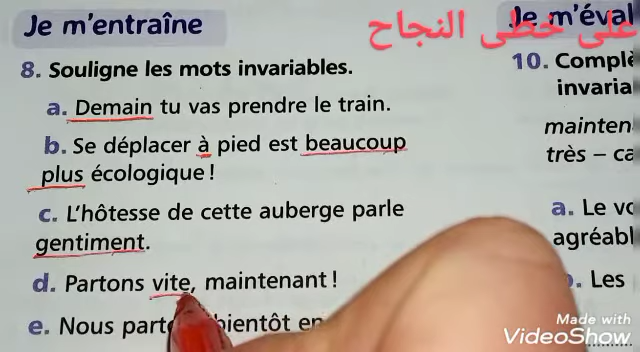 Je m'entraîne
8. Souligne les mots invariables.
a. Demain tu vas prendre le train.
b. Se déplacer à pied est beaucoup
plus écologique !
c. L'hôtesse de cette auberge parle
gentiment.
d. Partons vite, maintenant !
e. Nous bientôt
Je m'éval
على خطى النجاح
10. Complè
invaria
mainten
très – ca
a. Le vo
agréabl
Les
Made with
VideoShow